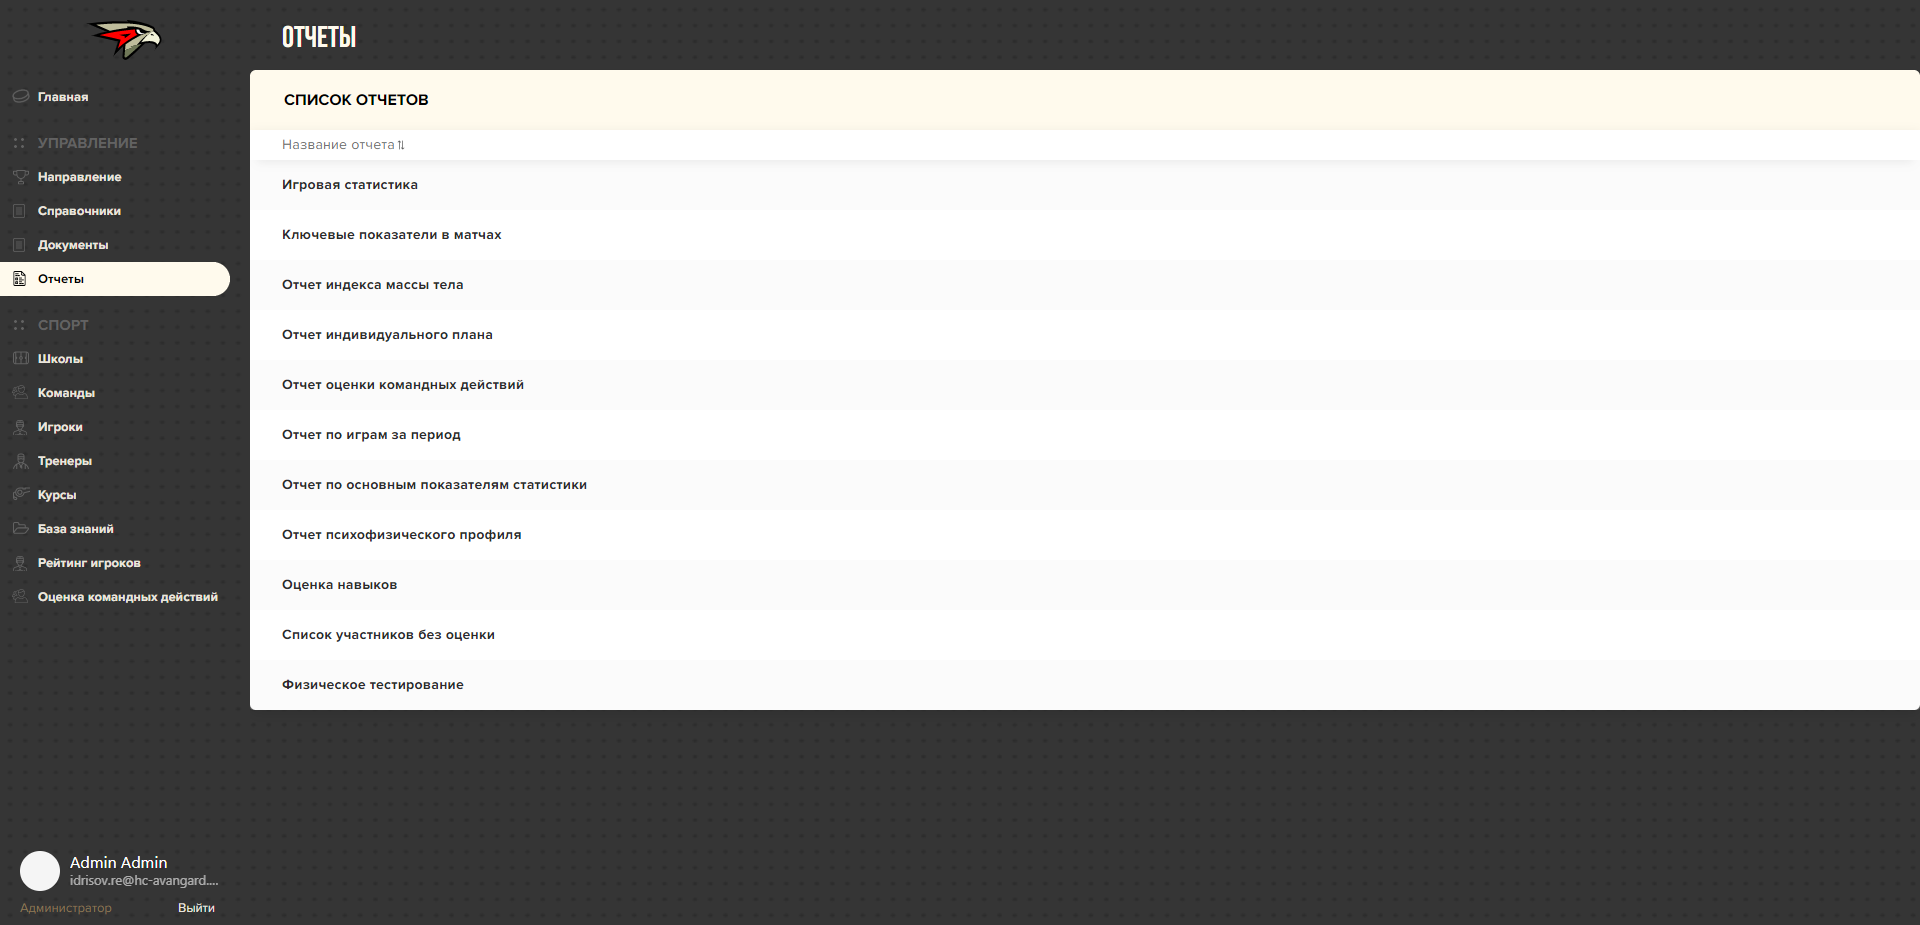 ОТЧЕТЫ
Главная
УПРАВЛЕНИЕ
Направление
Справочники
Документы
Отчеты
СПОРТ
Школы
Команды
Игроки
Тренеры
Курсы
База знаний
Рейтинг игроков
Оценка командных действий
Admin Admin
idrisov.re@hc-avangard....
Администратор
Выйти
СПИСОК ОТЧЕТОВ
Название отчета
Игровая статистика
Ключевые показатели в матчах
Отчет индекса массы тела
Отчет индивидуального плана
Отчет оценки командных действий
Отчет по играм за период
Отчет по основным показателям статистики
Отчет психофизического профиля
Оценка навыков
Список участников без оценки
Физическое тестирование